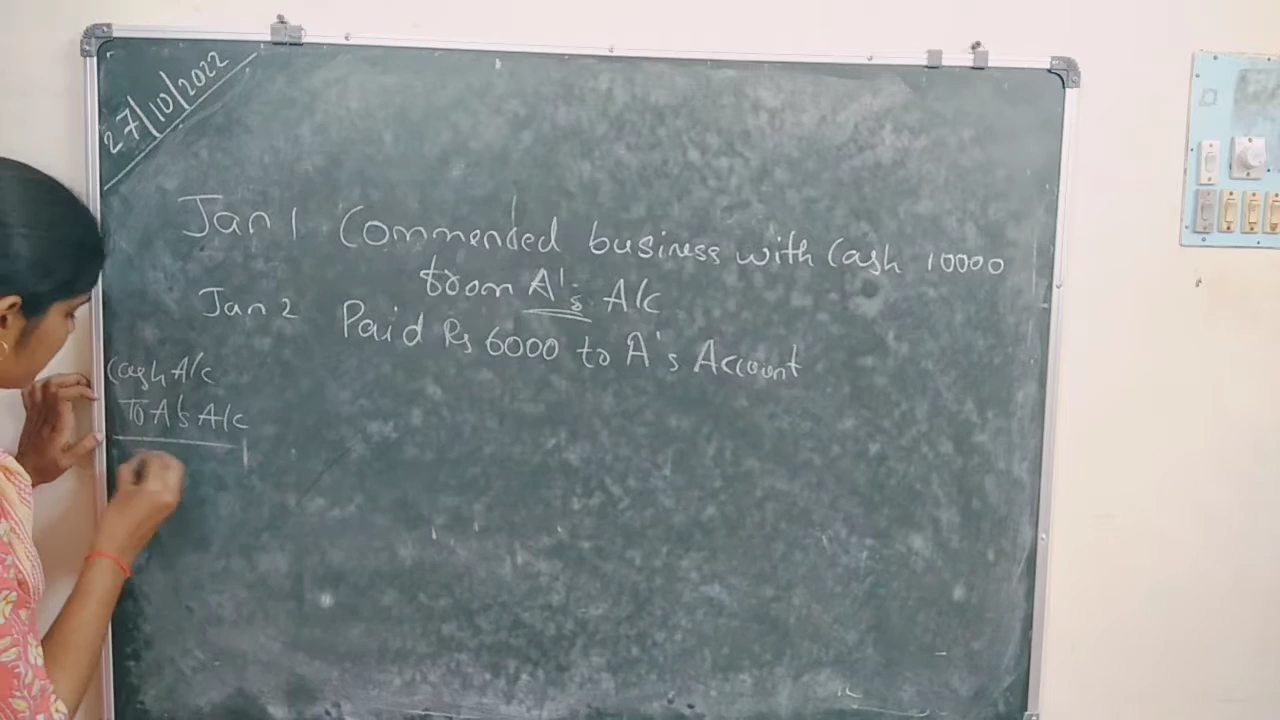 27/10/2022
Jan 1 Commended business with Cash 10000
from A's A/c
Jan 2 Paid Rs 6000 to A's Account
Cash A/c
To A's A/c